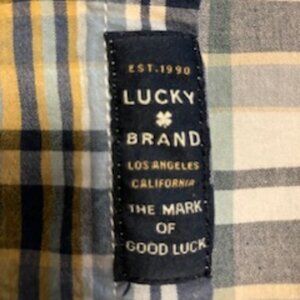 EST. 1990
LUCKY
BRAND
LOS ANGELES
CALIFORNIA
THE MARK
OF
GOOD LUCK